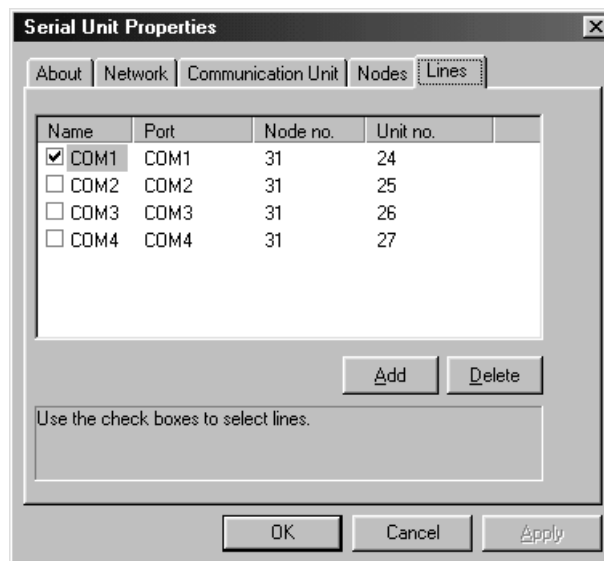 Serial Unit Properties
About Network Communication Unit Nodes Lines
Name Port Node no. Unit no.
COM1 COM1 31 24
COM2 COM2 31 25
COM3 COM3 31 26
COM4 COM4 31 27
Add Delete
Use the check boxes to select lines.
OK Cancel Apply